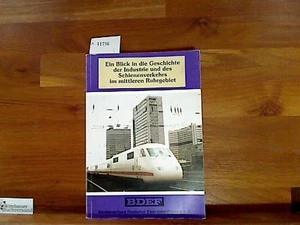 11716
Ein Blick in die Geschichte
der Industrie und des
Schienenverkehrs
im mittleren Ruhrgebiet
BDEF